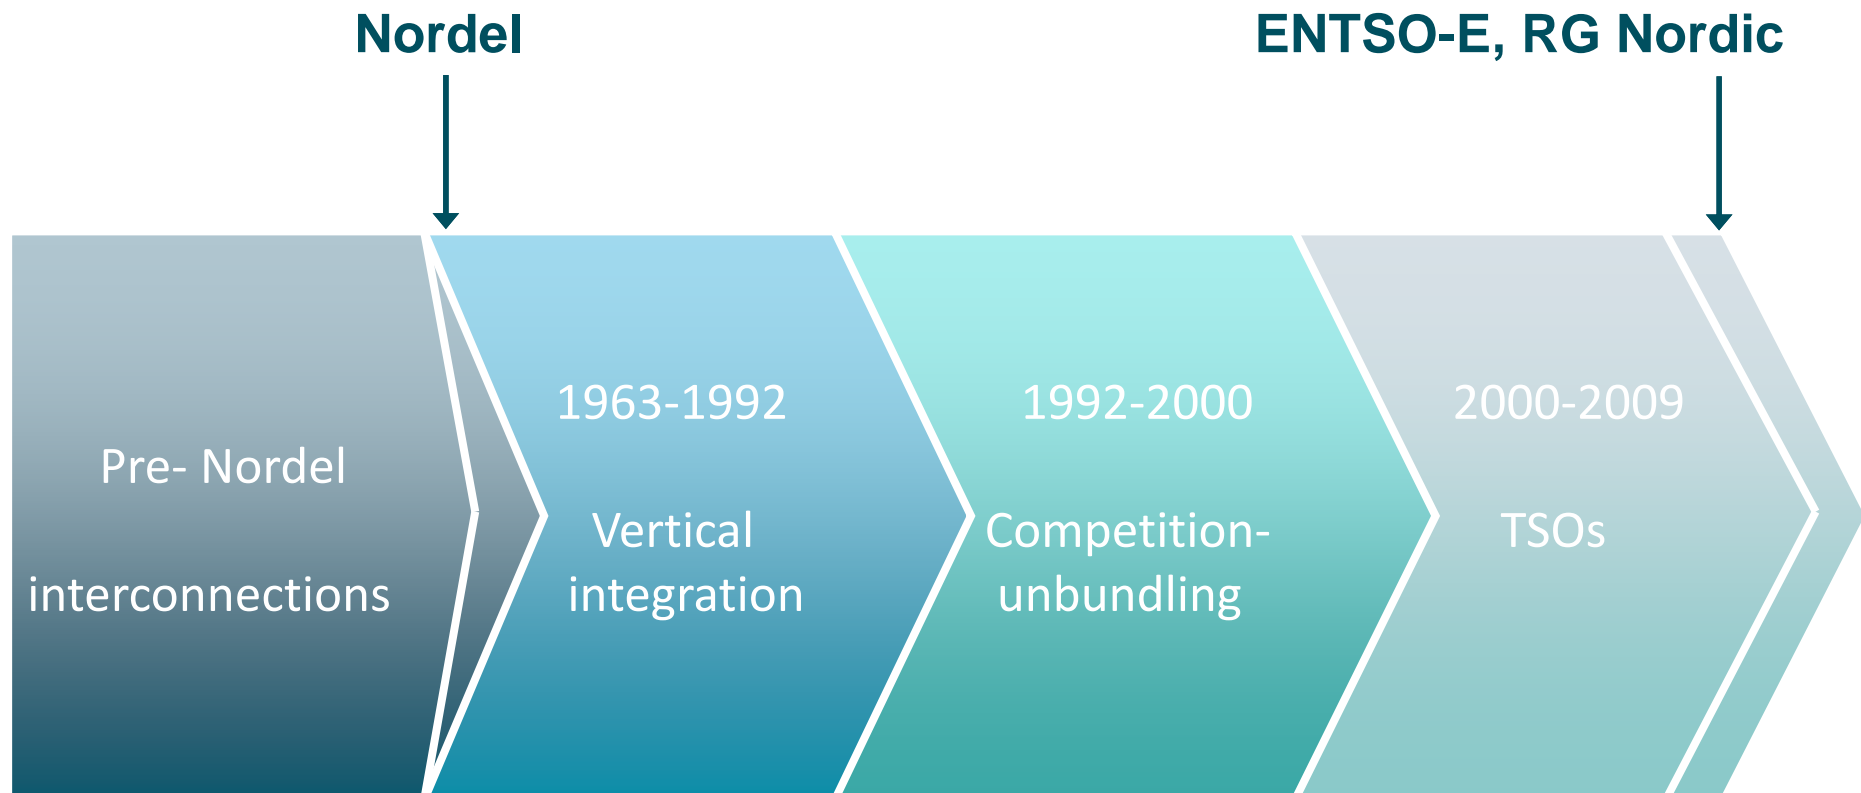 Nordel
ENTSO-E, RG Nordic
Pre- Nordel
interconnections
1963-1992
Vertical
integration
1992-2000
Competition-
unbundling
2000-2009
TSOs